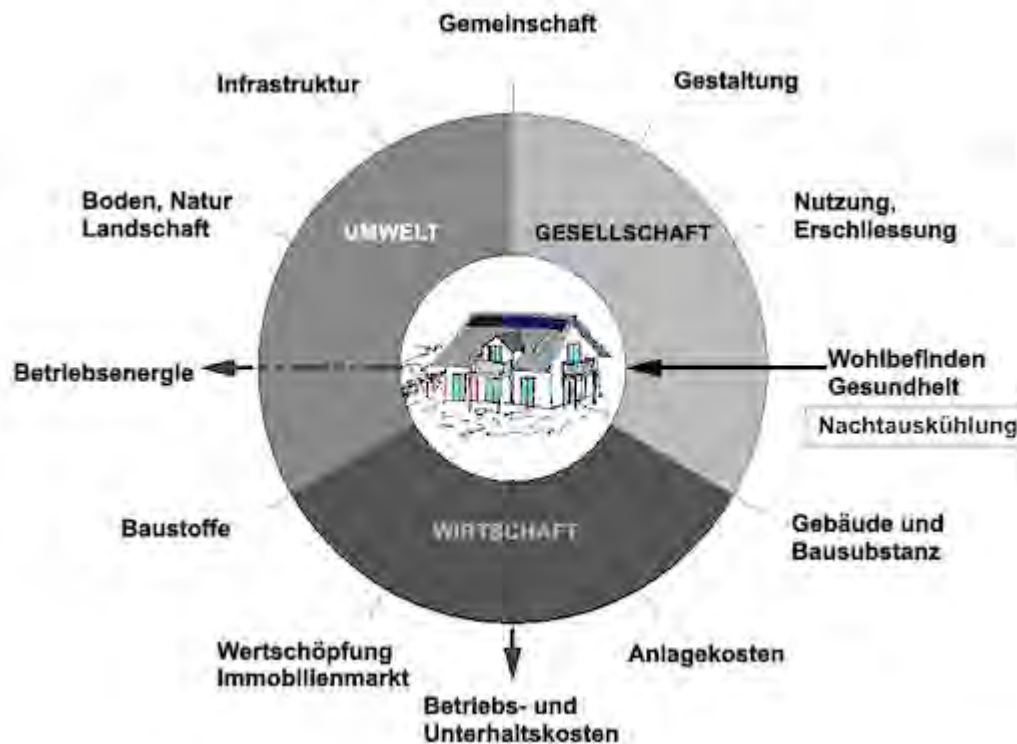 Gemeinschaft
Infrastruktur
Gestaltung
Boden, Natur
Landschaft
Nutzung,
Erschliessung
UMWELT
GESELLSCHAFT
Betriebsenergie
Wohlbefinden
Gesundheit
Nachtauskühlung
Baustoffe
WIRTSCHAFT
Gebäude und
Bausubstanz
Wertschöpfung
Immobilienmarkt
Anlagekosten
Betriebs- und
Unterhaltskosten